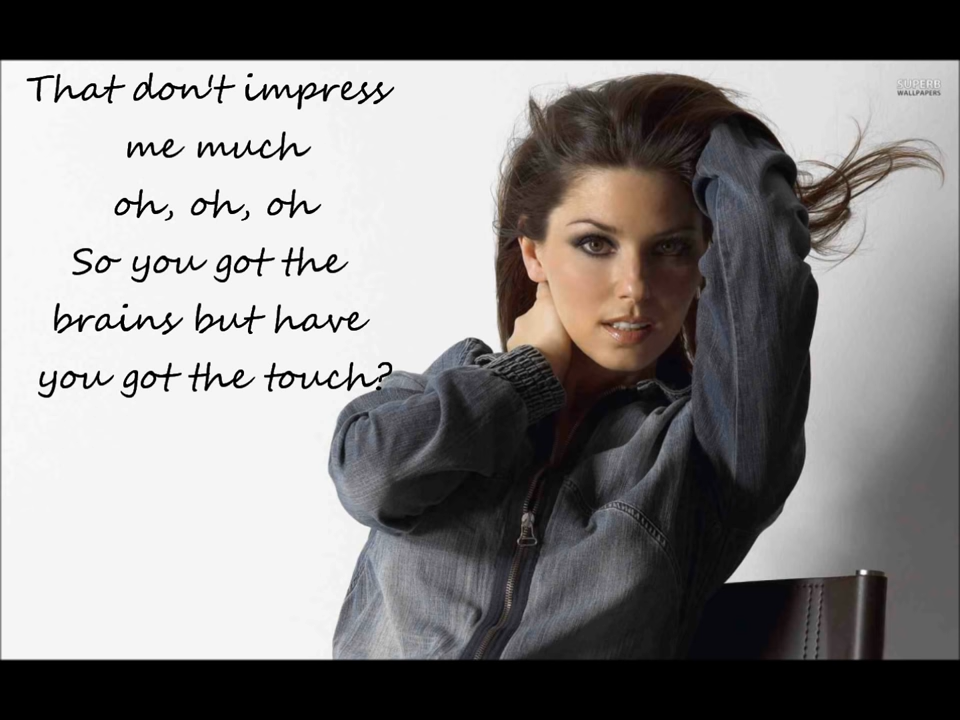 That don't impress
me much
oh, oh, oh
So you got the
brains but have
you got the touch?
SUPERB
WALLPAPERS